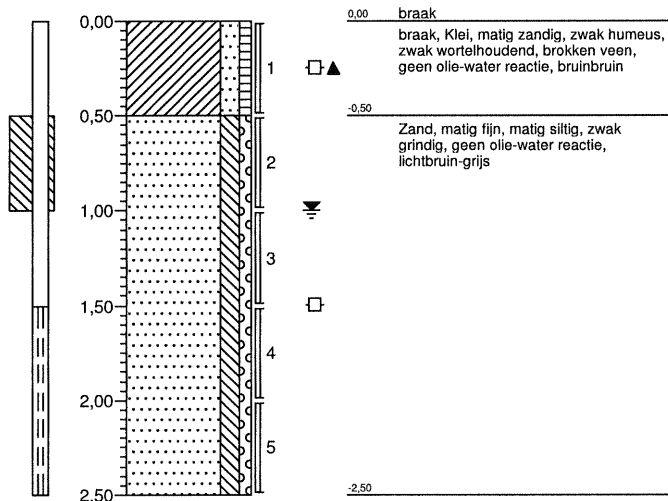 0,00
0,50
1,00
1,50
2,00
2,50
1
2
3
4
5
0,00 braak
braak, Klei, matig zandig, zwak humeus,
zwak wortelhoudend, brokken veen,
geen olie-water reactie, bruinbruin
-0,50
Zand, matig fijn, matig siltig, zwak
grindig, geen olie-water reactie,
lichtbruin-grijs
-2,50